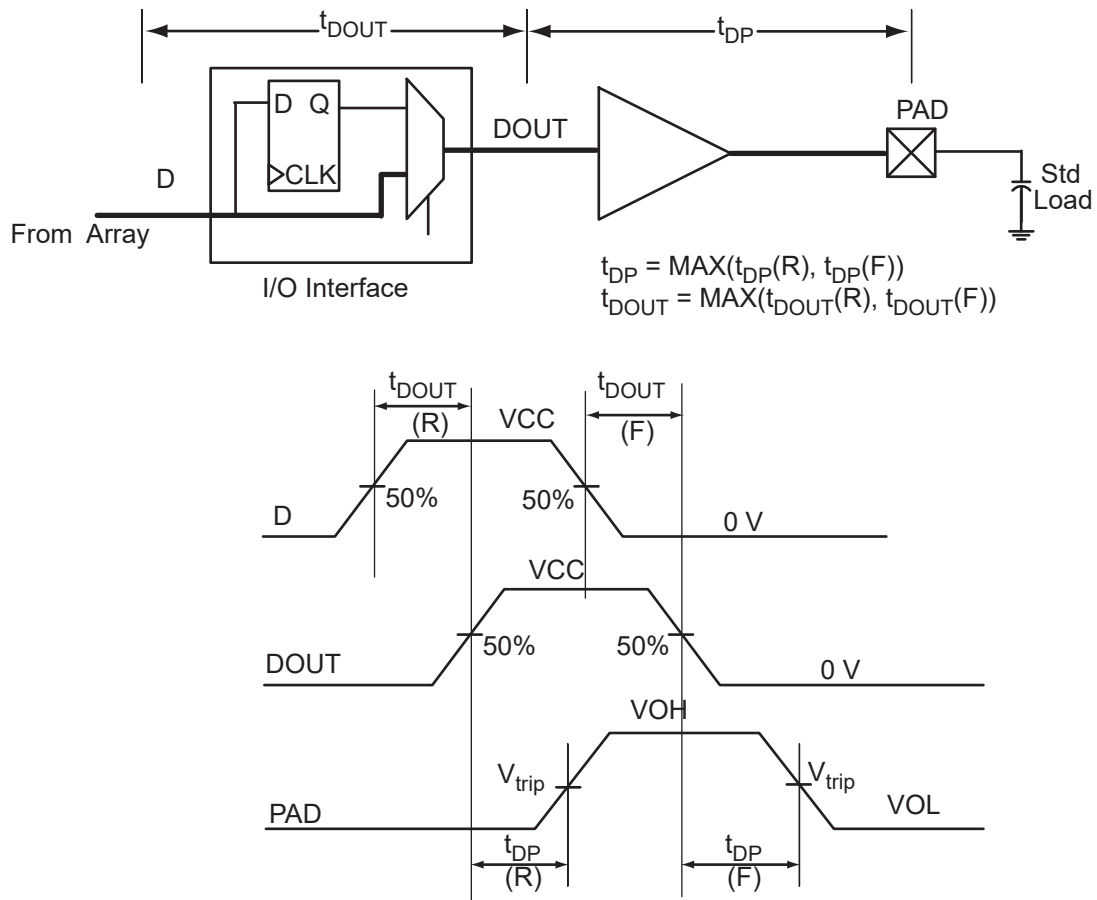 tDOUT
tDP
D Q
CLK
DOUT
PAD
D
Std
Load
From Array
I/O Interface
tDP = MAX(tDP(R), tDP(F))
tDOUT = MAX(tDOUT(R), tDOUT(F))
tDOUT
(R)
VCC
tDOUT
(F)
50%
50%
D
0 V
VCC
50%
50%
DOUT
0 V
VOH
Vtrip
Vtrip
PAD
VOL
tDP
(R)
tDP
(F)